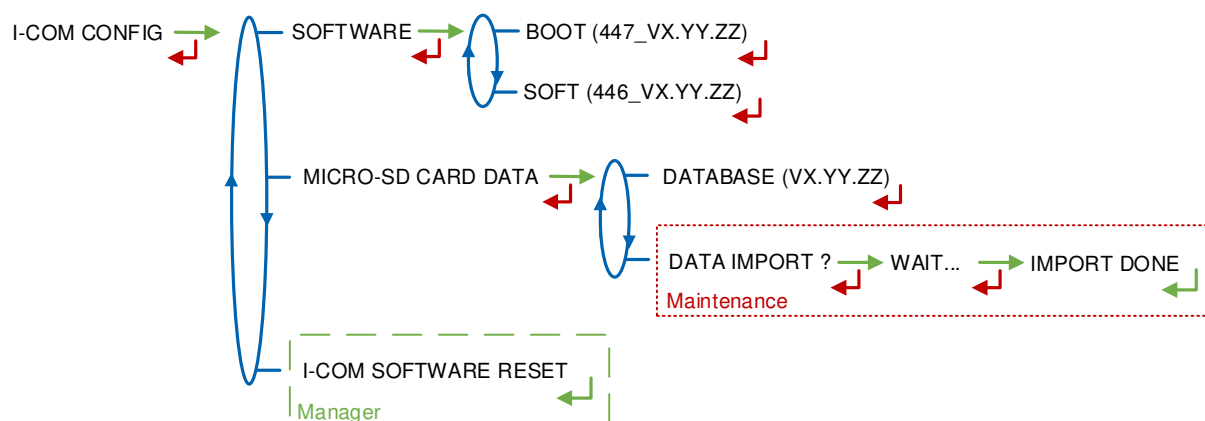 I-COM CONFIG
SOFTWARE
BOOT (447_VX.YY.ZZ)
SOFT (446_VX.YY.ZZ)
MICRO-SD CARD DATA
DATABASE (VX.YY.ZZ)
DATA IMPORT ?
WAIT...
IMPORT DONE
Maintenance
I-COM SOFTWARE RESET
Manager